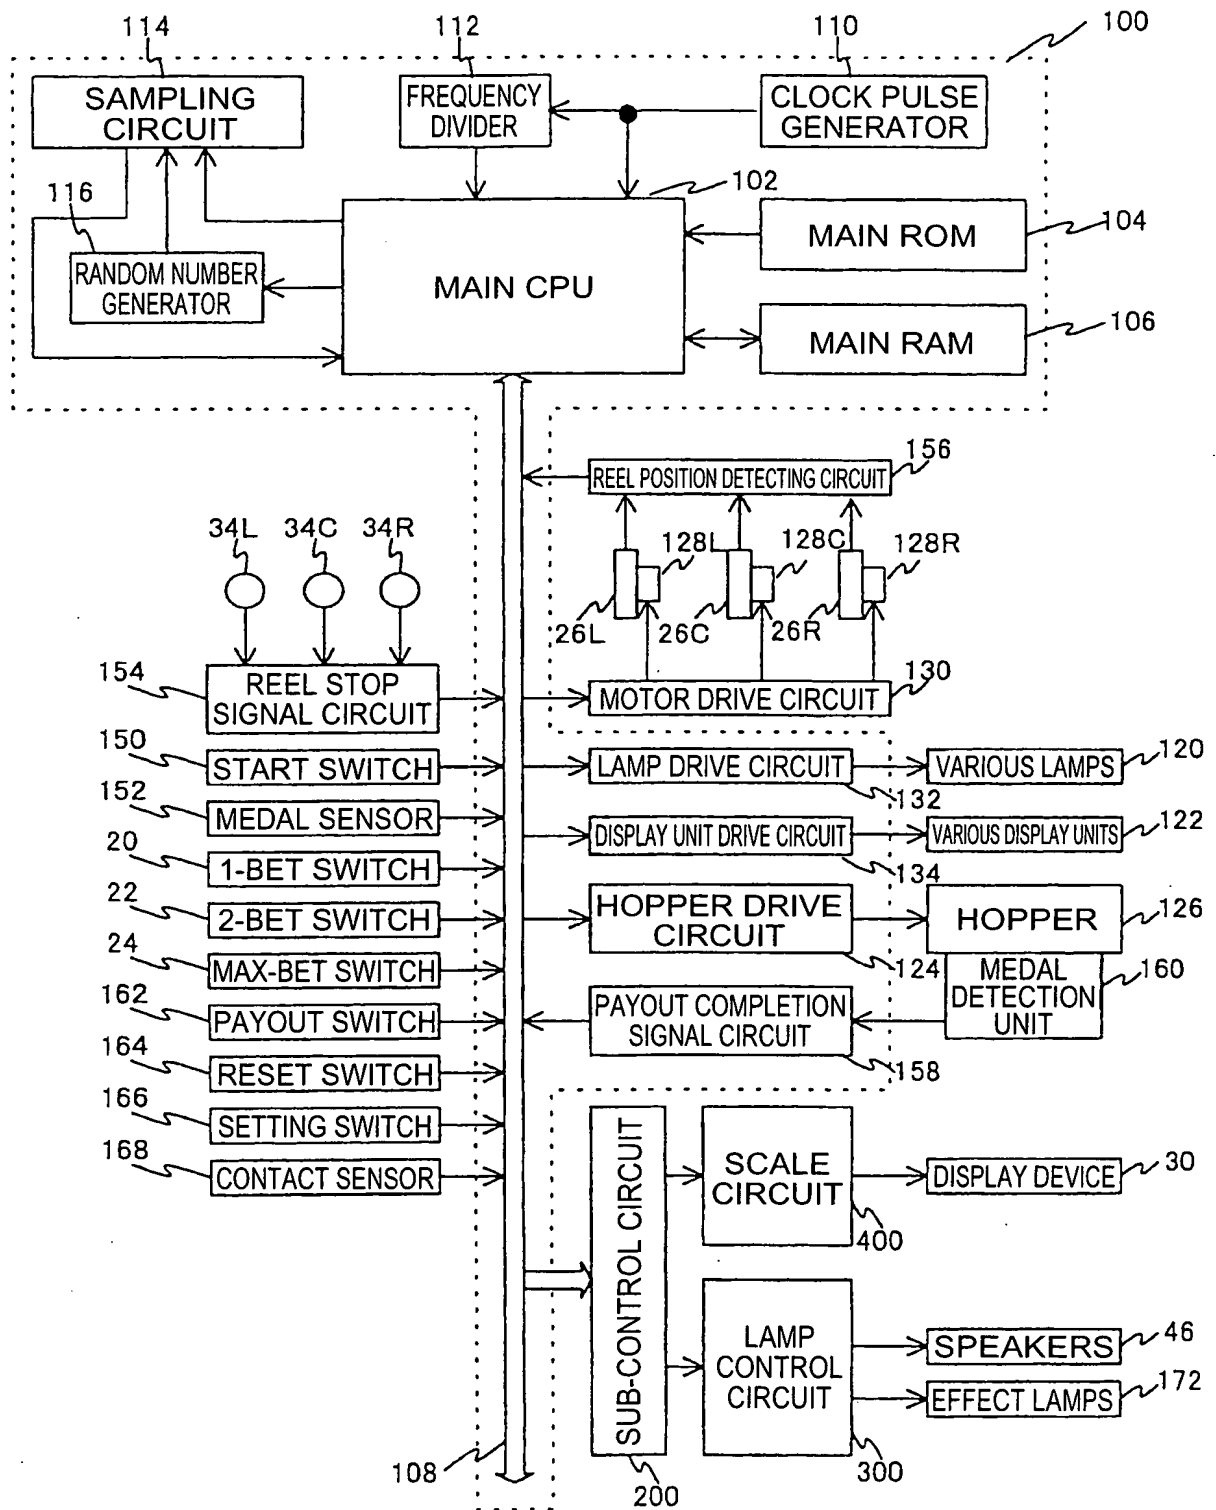 114
112
110
100
SAMPLING
CIRCUIT
FREQUENCY
DIVIDER
CLOCK PULSE
GENERATOR
116
102
RANDOM NUMBER
GENERATOR
MAIN CPU
MAIN ROM
104
MAIN RAM
106
REEL POSITION DETECTING CIRCUIT
156
34L
34C
34R
128L
128C
128R
26L
26C
26R
154
REEL STOP
SIGNAL CIRCUIT
MOTOR DRIVE CIRCUIT
130
150
START SWITCH
LAMP DRIVE CIRCUIT
132
VARIOUS LAMPS
120
152
MEDAL SENSOR
DISPLAY UNIT DRIVE CIRCUIT
134
VARIOUS DISPLAY UNITS
122
20
1-BET SWITCH
22
2-BET SWITCH
HOPPER DRIVE
CIRCUIT
124
HOPPER
126
24
MAX-BET SWITCH
MEDAL
DETECTION
UNIT
160
162
PAYOUT SWITCH
PAYOUT COMPLETION
SIGNAL CIRCUIT
158
164
RESET SWITCH
166
SETTING SWITCH
168
CONTACT SENSOR
SUB-CONTROL CIRCUIT
200
SCALE
CIRCUIT
400
DISPLAY DEVICE
30
LAMP
CONTROL
CIRCUIT
300
SPEAKERS
46
EFFECT LAMPS
172
108